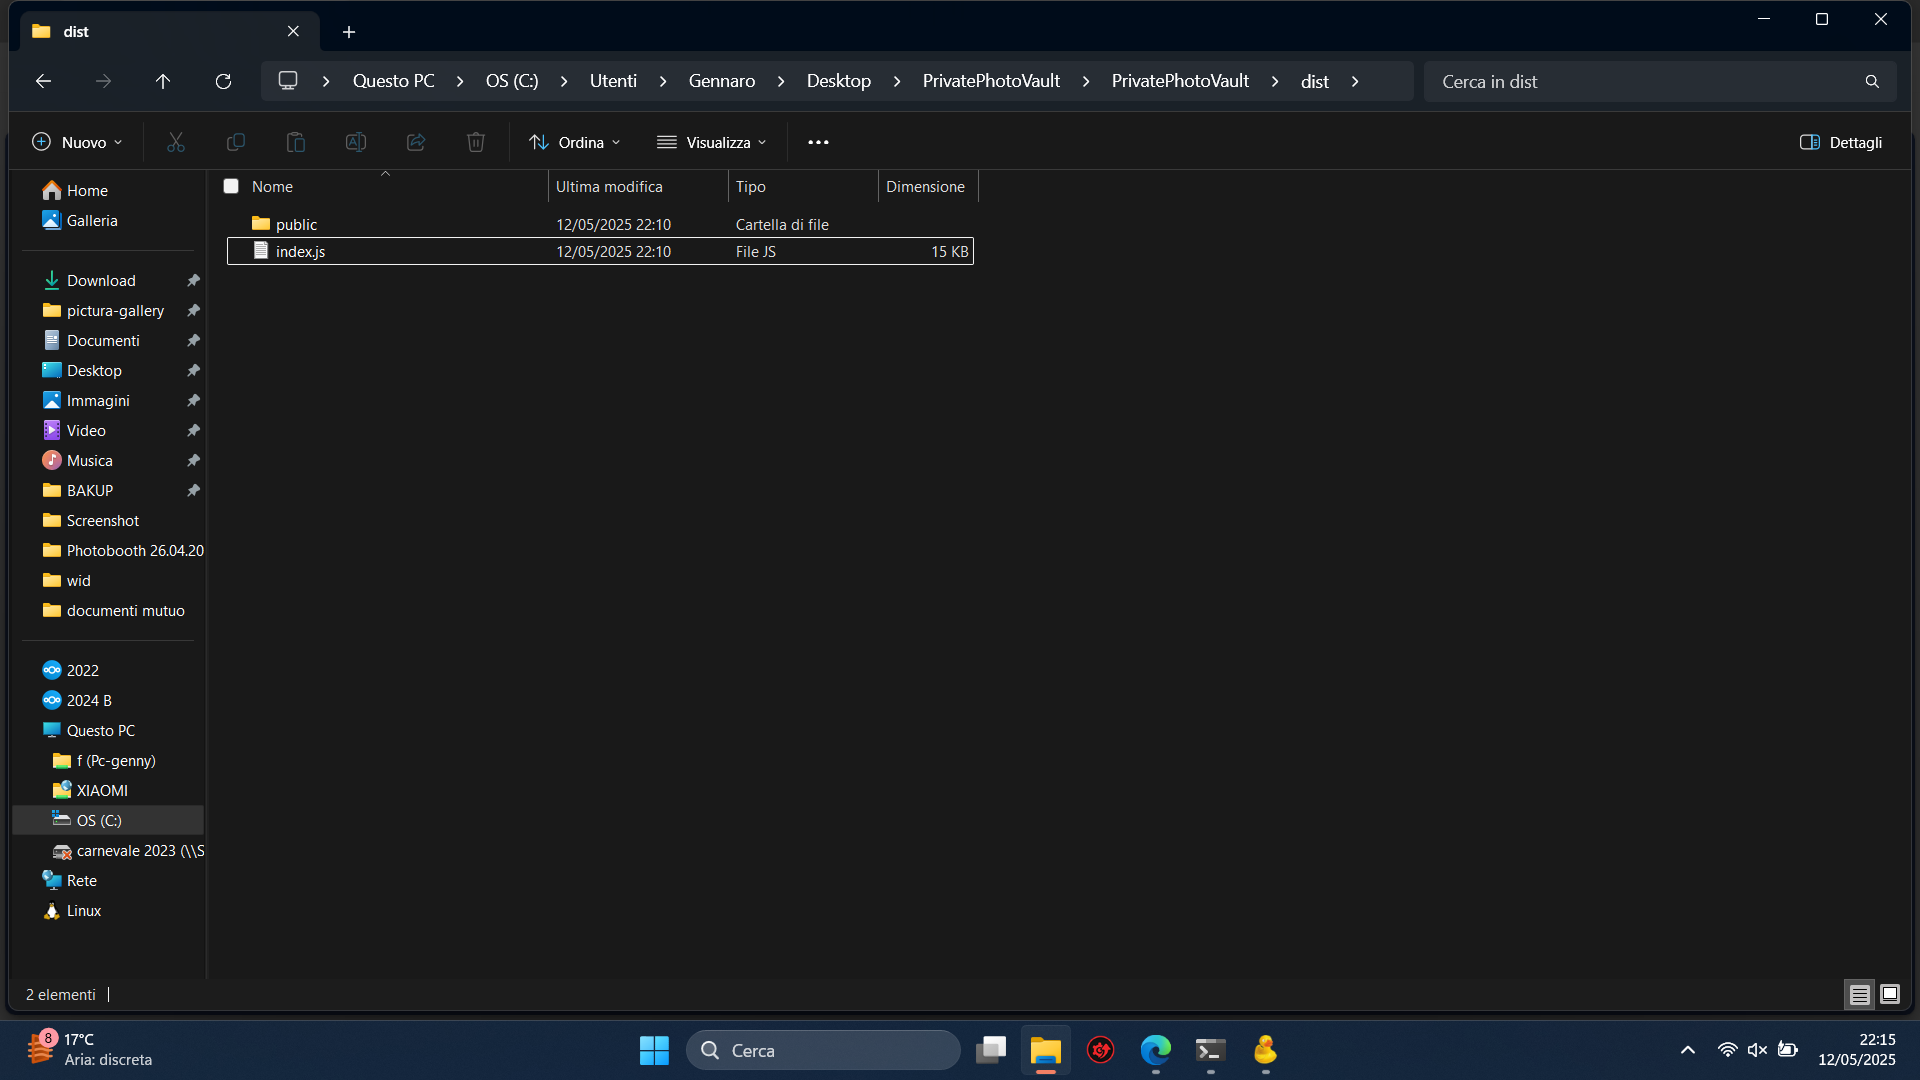 dist
Questo PC
OS (C:)
Utenti
Gennaro
Desktop
PrivatePhotoVault
PrivatePhotoVault
dist
Cerca in dist
Nuovo
Ordina
Visualizza
Dettagli
Nome
Ultima modifica
Tipo
Dimensione
public
12/05/2025 22:10
Cartella di file
index.js
12/05/2025 22:10
File JS
15 KB
Home
Galleria
Download
pictura-gallery
Documenti
Desktop
Immagini
Video
Musica
BAKUP
Screenshot
Photobooth 26.04.20
wid
documenti mutuo
2022
2024 B
Questo PC
f (Pc-genny)
XIAOMI
OS (C:)
carnevale 2023 (\\S
Rete
Linux
2 elementi
8
17°C
Aria: discreta
Cerca
22:15
12/05/2025